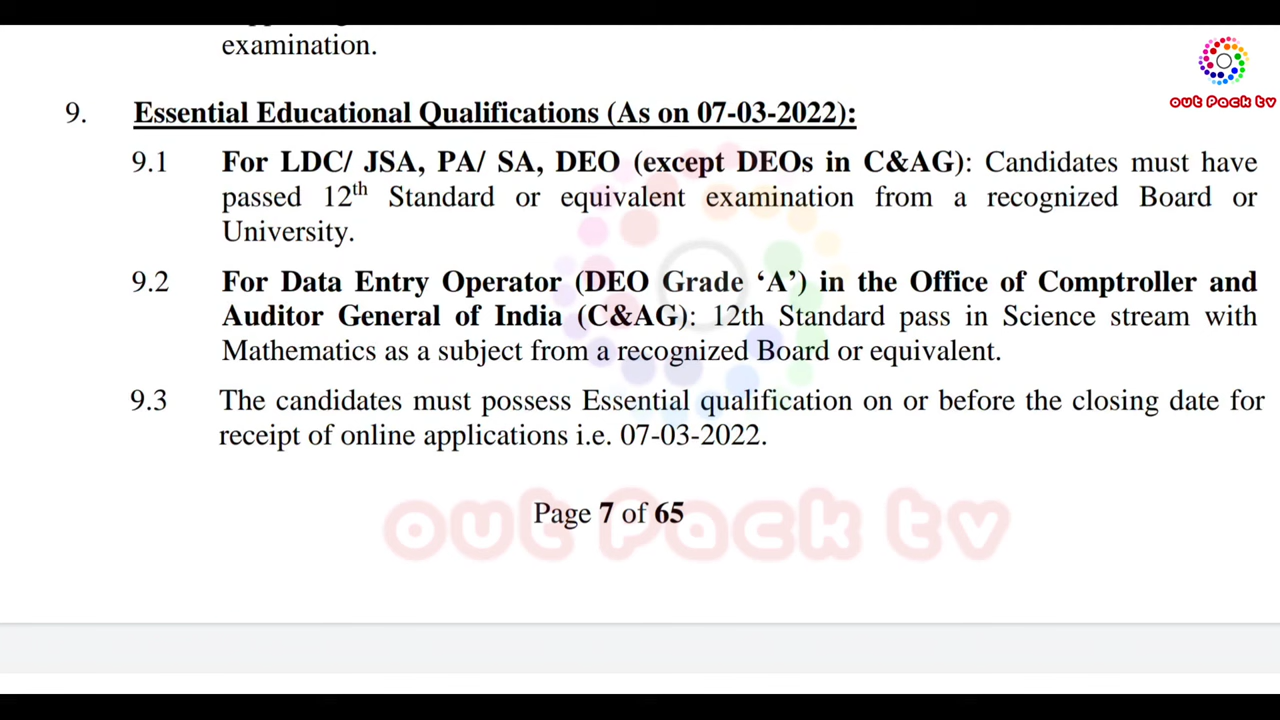 examination.
out Pack tv
9. Essential Educational Qualifications (As on 07-03-2022):
9.1 For LDC/ JSA, PA/ SA, DEO (except DEOs in C&AG): Candidates must have
passed 12th Standard or equivalent examination from a recognized Board or
University.
9.2 For Data Entry Operator (DEO Grade ‘A’) in the Office of Comptroller and
Auditor General of India (C&AG): 12th Standard pass in Science stream with
Mathematics as a subject from a recognized Board or equivalent.
9.3 The candidates must possess Essential qualification on or before the closing date for
receipt of online applications i.e. 07-03-2022.
Page 7 of 65
out Pack tv